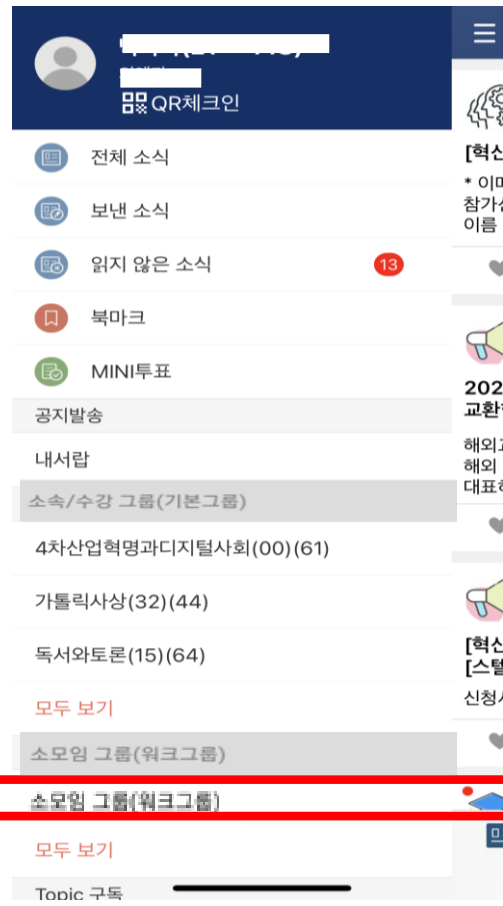 QR체크인
전체 소식
보낸 소식
읽지 않은 소식
13
북마크
MINI투표
공지발송
내서랍
소속/수강 그룹(기본그룹)
4차산업혁명과디지털사회(00)(61)
가톨릭사상(32)(44)
독서와토론(15)(64)
모두 보기
소모임 그룹(워크그룹)
소모임 그룹(워크그룹)
모두 보기
Topic 구독
[혁신
* 이미
참가신
이름
202
교환학
해외
대표
[혁신
[스텔